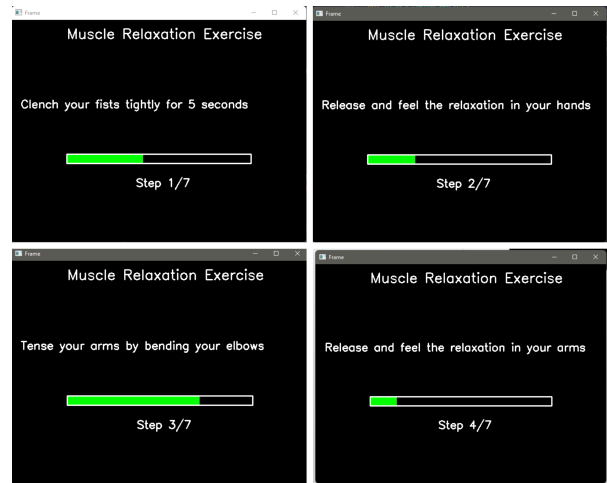 Frame
Muscle Relaxation Exercise
Clench your fists tightly for 5 seconds
Step 1/7
Frame
Muscle Relaxation Exercise
Release and feel the relaxation in your hands
Step 2/7
Frame
Muscle Relaxation Exercise
Tense your arms by bending your elbows
Step 3/7
Frame
Muscle Relaxation Exercise
Release and feel the relaxation in your arms
Step 4/7